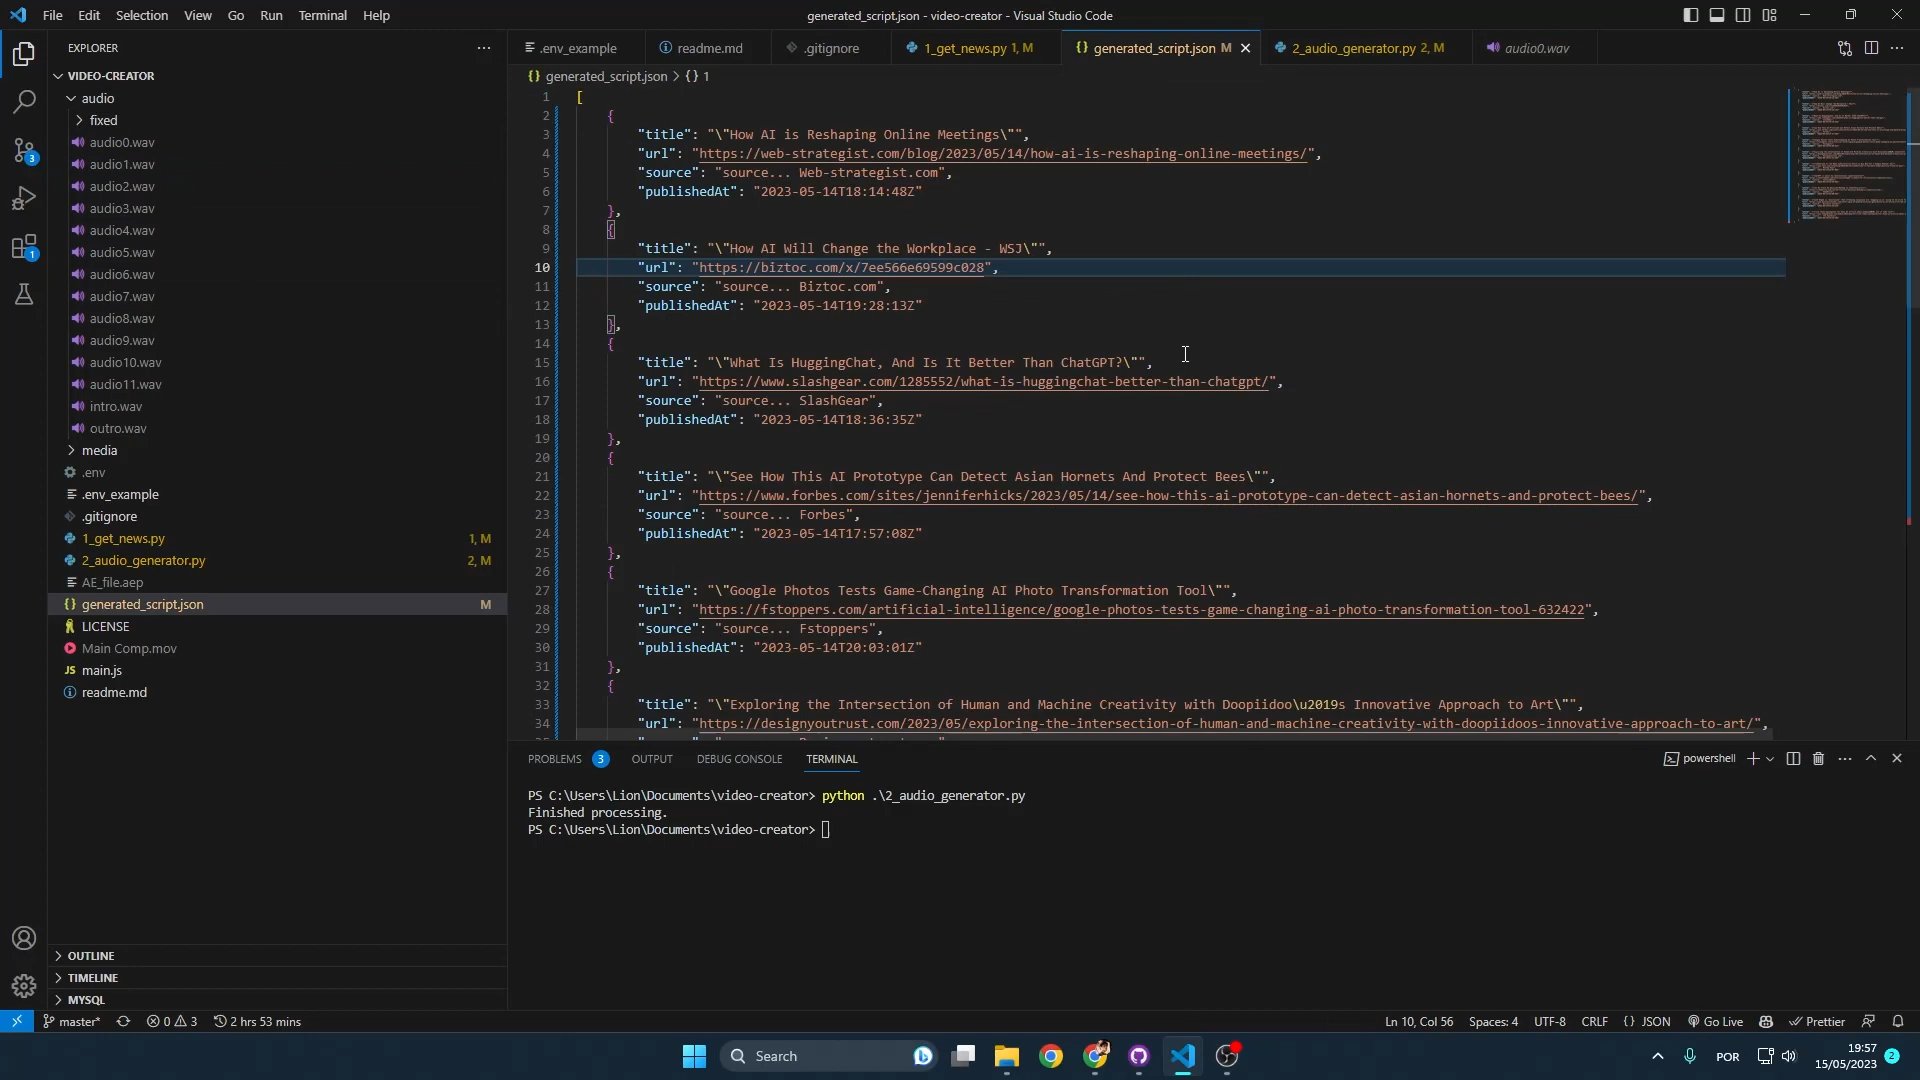 File Edit Selection View Go Run Terminal Help
generated_script.json - video-creator - Visual Studio Code
EXPLORER
VIDEO-CREATOR
audio
fixed
audio0.wav
audio1.wav
audio2.wav
audio3.wav
audio4.wav
audio5.wav
audio6.wav
audio7.wav
audio8.wav
audio9.wav
audio10.wav
audio11.wav
intro.wav
outro.wav
media
.env
.env_example
.gitignore
1_get_news.py 1, M
2_audio_generator.py 2, M
AE_file.aep
generated_script.json M
LICENSE
Main Comp.mov
main.js
readme.md
OUTLINE
TIMELINE
MYSQL
.env_example readme.md .gitignore 1_get_news.py 1, M generated_script.json M 2_audio_generator.py 2, M audio0.wav
generated_script.json > {} 1
1 [
2 {
3 "title": "\"How AI is Reshaping Online Meetings\"",
4 "url": "https://web-strategist.com/blog/2023/05/14/how-ai-is-reshaping-online-meetings/",
5 "source": "source... Web-strategist.com",
6 "publishedAt": "2023-05-14T18:14:48Z"
7 },
8 {
9 "title": "\"How AI Will Change the Workplace - WSJ\"",
10 "url": "https://biztoc.com/x/7ee566e69599c028",
11 "source": "source... Biztoc.com",
12 "publishedAt": "2023-05-14T19:28:13Z"
13 },
14 {
15 "title": "\"What Is HuggingChat, And Is It Better Than ChatGPT?\"",
16 "url": "https://www.slashgear.com/1285552/what-is-huggingchat-better-than-chatgpt/",
17 "source": "source... SlashGear",
18 "publishedAt": "2023-05-14T18:36:35Z"
19 },
20 {
21 "title": "\"See How This AI Prototype Can Detect Asian Hornets And Protect Bees\"",
22 "url": "https://www.forbes.com/sites/jenniferhicks/2023/05/14/see-how-this-ai-prototype-can-detect-asian-hornets-and-protect-bees/",
23 "source": "source... Forbes",
24 "publishedAt": "2023-05-14T17:57:08Z"
25 },
26 {
27 "title": "\"Google Photos Tests Game-Changing AI Photo Transformation Tool\"",
28 "url": "https://fstoppers.com/artificial-intelligence/google-photos-tests-game-changing-ai-photo-transformation-tool-632422",
29 "source": "source... Fstoppers",
30 "publishedAt": "2023-05-14T20:03:01Z"
31 },
32 {
33 "title": "\"Exploring the Intersection of Human and Machine Creativity with Doopiidoo\u2019s Innovative Approach to Art\"",
34 "url": "https://designyoutrust.com/2023/05/exploring-the-intersection-of-human-and-machine-creativity-with-doopiidoos-innovative-approach-to-art/",
PROBLEMS 3 OUTPUT DEBUG CONSOLE TERMINAL
powershell
PS C:\Users\Lion\Documents\video-creator> python .\2_audio_generator.py
Finished processing.
PS C:\Users\Lion\Documents\video-creator>
master* 0 3 2 hrs 53 mins
Ln 10, Col 56 Spaces: 4 UTF-8 CRLF {} JSON Go Live Prettier
Search
POR
19:57
15/05/2023
2